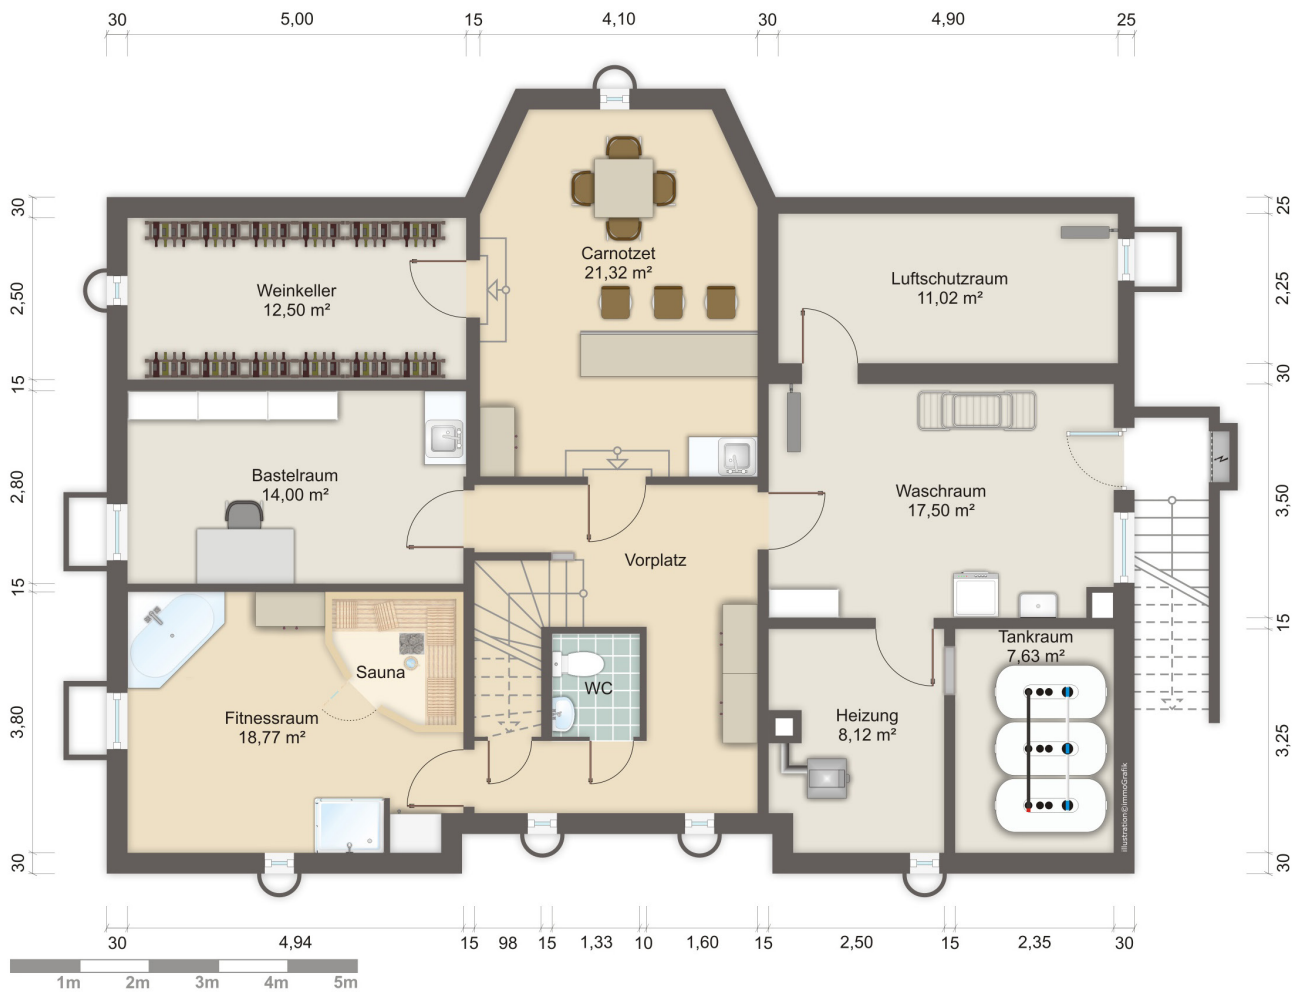 30 5,00 15 4,10 30 4,90 25
30
2,50
15
2,80
15
3,80
30
Weinkeller
12,50 m²
Carnotzet
21,32 m²
Luftschutzraum
11,02 m²
Bastelraum
14,00 m²
Waschraum
17,50 m²
Vorplatz
Sauna
WC
Fitnessraum
18,77 m²
Heizung
8,12 m²
Tankraum
7,63 m²
illustration©immoGrafik
25
2,25
30
3,50
15
3,25
30
30 4,94 15 98 15 1,33 10 1,60 15 2,50 15 2,35 30
1m 2m 3m 4m 5m